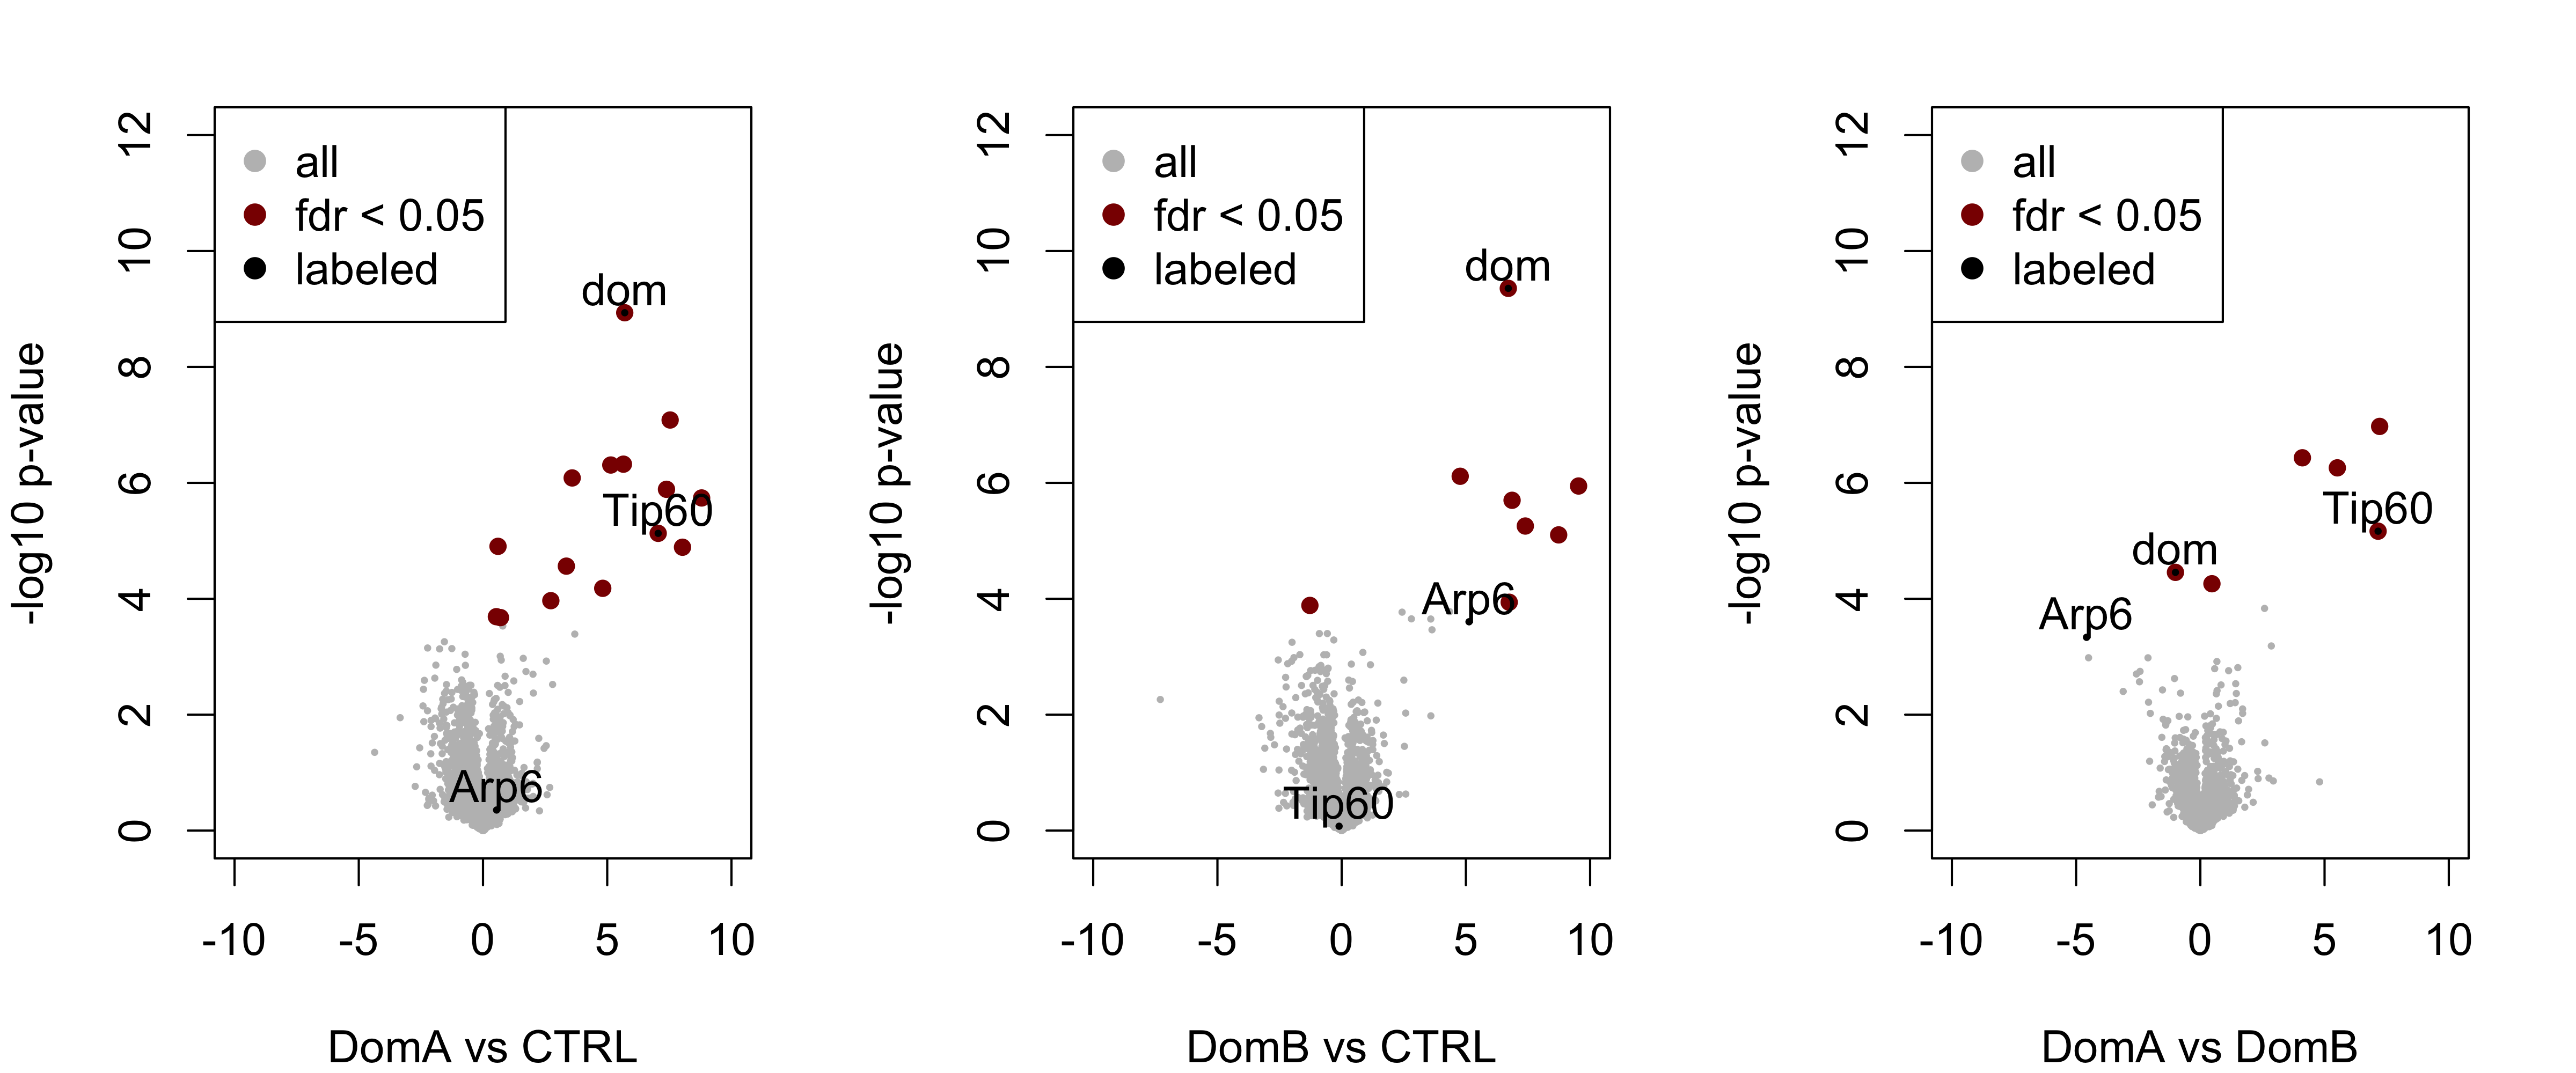 -log10 p-value
12
10
8
6
4
2
0
all
fdr < 0.05
labeled
dom
Tip60
Arp6
-10 -5 0 5 10
DomA vs CTRL
-log10 p-value
12
10
8
6
4
2
0
all
fdr < 0.05
labeled
dom
Arp6
Tip60
-10 -5 0 5 10
DomB vs CTRL
-log10 p-value
12
10
8
6
4
2
0
all
fdr < 0.05
labeled
Tip60
dom
Arp6
-10 -5 0 5 10
DomA vs DomB